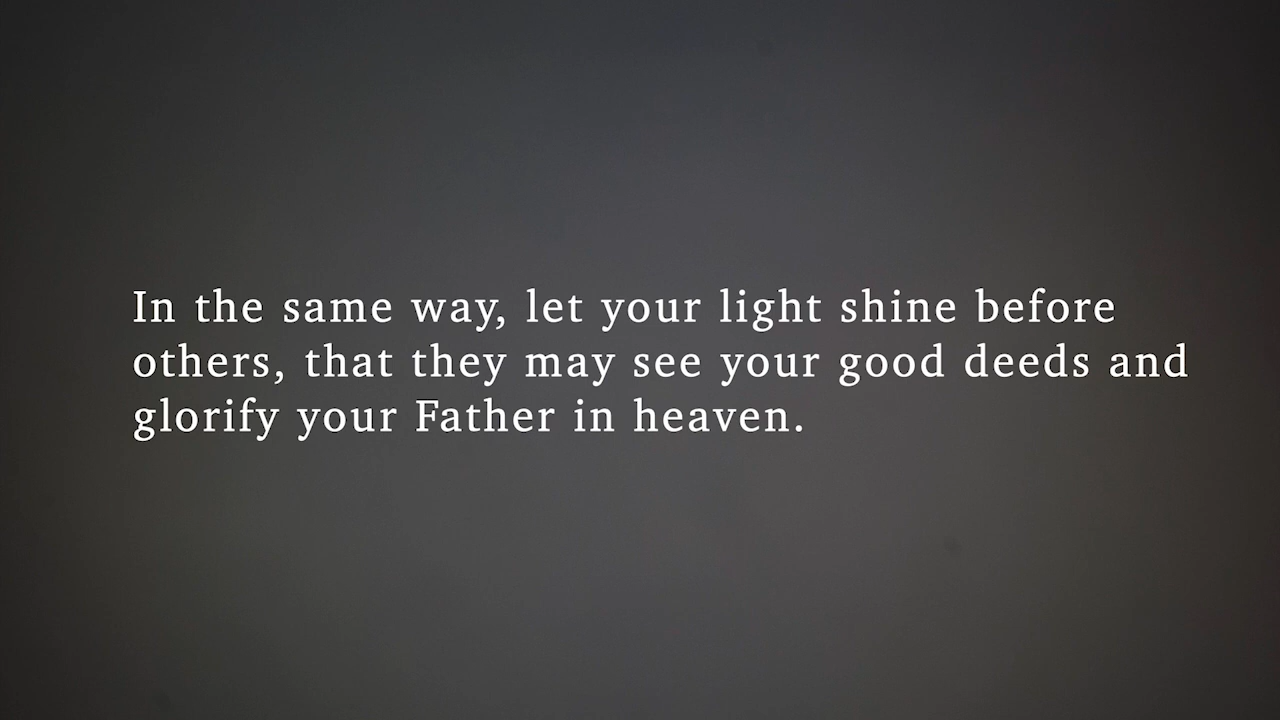 In the same way, let your light shine before
others, that they may see your good deeds and
glorify your Father in heaven.